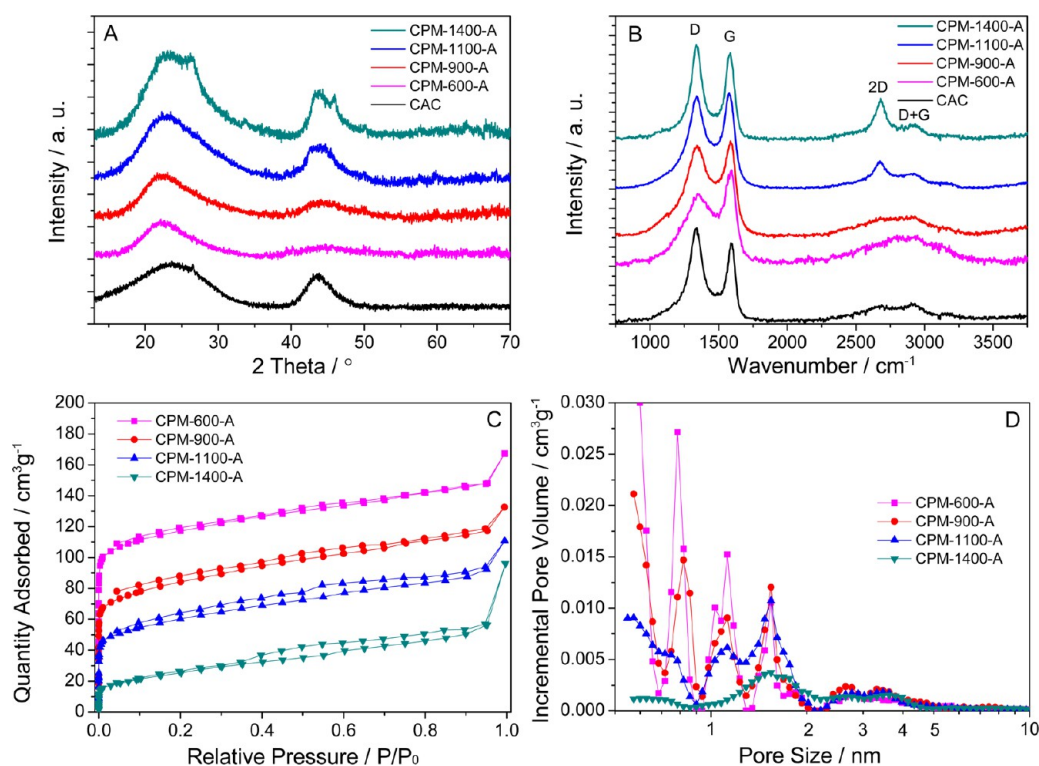 A
CPM-1400-A
CPM-1100-A
CPM-900-A
CPM-600-A
CAC
Intensity / a. u.
20 30 40 50 60 70
2 Theta / °
B
D G
2D
D+G
CPM-1400-A
CPM-1100-A
CPM-900-A
CPM-600-A
CAC
Intensity / a. u.
1000 1500 2000 2500 3000 3500
Wavenumber / cm-1
C
CPM-600-A
CPM-900-A
CPM-1100-A
CPM-1400-A
Quantity Adsorbed / cm3g-1
200
180
160
140
120
100
80
60
40
20
0
0.0 0.2 0.4 0.6 0.8 1.0
Relative Pressure / P/P0
D
CPM-600-A
CPM-900-A
CPM-1100-A
CPM-1400-A
Incremental Pore Volume / cm3g-1
0.030
0.025
0.020
0.015
0.010
0.005
0.000
1 2 3 4 5 10
Pore Size / nm